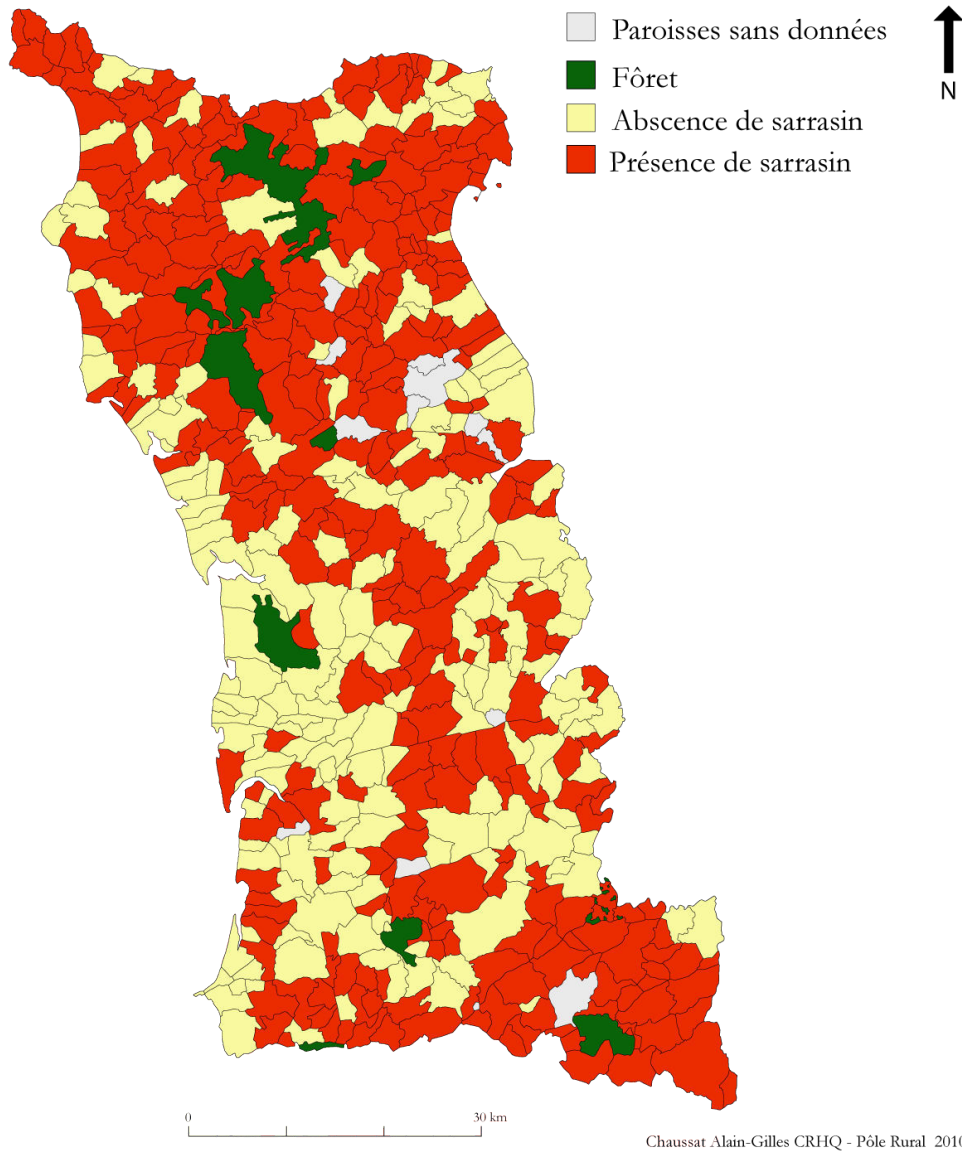 Paroisses sans données
Fôret
Abscence de sarrasin
Présence de sarrasin
N
0 30 km
Chaussat Alain-Gilles CRHQ - Pôle Rural 2010